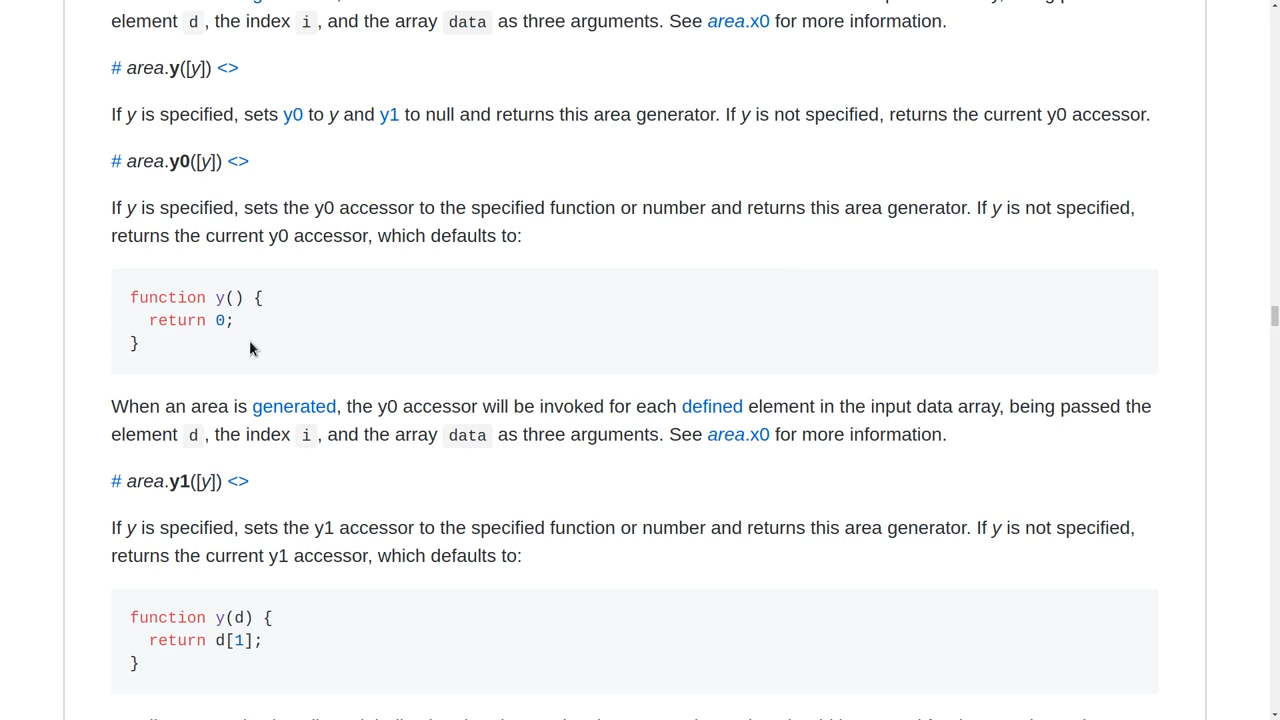 element d, the index i, and the array data as three arguments. See area.x0 for more information.
# area.y([y]) <>
If y is specified, sets y0 to y and y1 to null and returns this area generator. If y is not specified, returns the current y0 accessor.
# area.y0([y]) <>
If y is specified, sets the y0 accessor to the specified function or number and returns this area generator. If y is not specified,
returns the current y0 accessor, which defaults to:
function y() {
  return 0;
}
When an area is generated, the y0 accessor will be invoked for each defined element in the input data array, being passed the
element d, the index i, and the array data as three arguments. See area.x0 for more information.
# area.y1([y]) <>
If y is specified, sets the y1 accessor to the specified function or number and returns this area generator. If y is not specified,
returns the current y1 accessor, which defaults to:
function y(d) {
  return d[1];
}